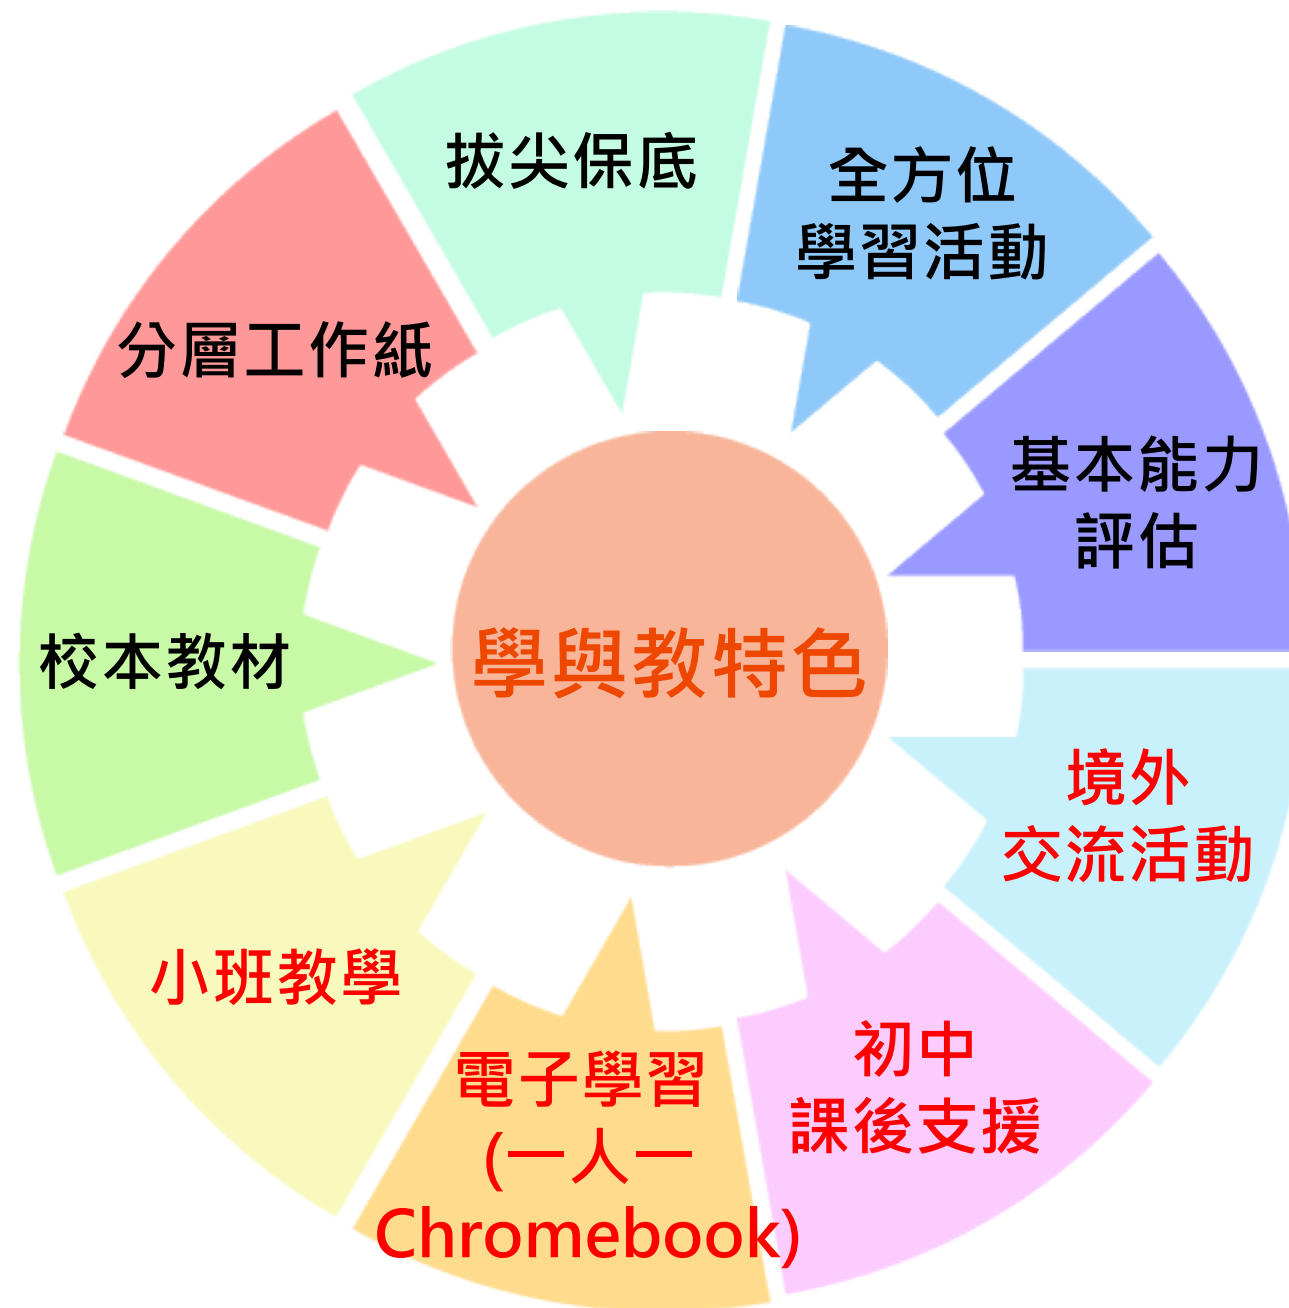 學與教特色
拔尖保底
全方位
學習活動
基本能力
評估
境外
交流活動
初中
課後支援
電子學習
(一人一
Chromebook)
小班教學
校本教材
分層工作紙